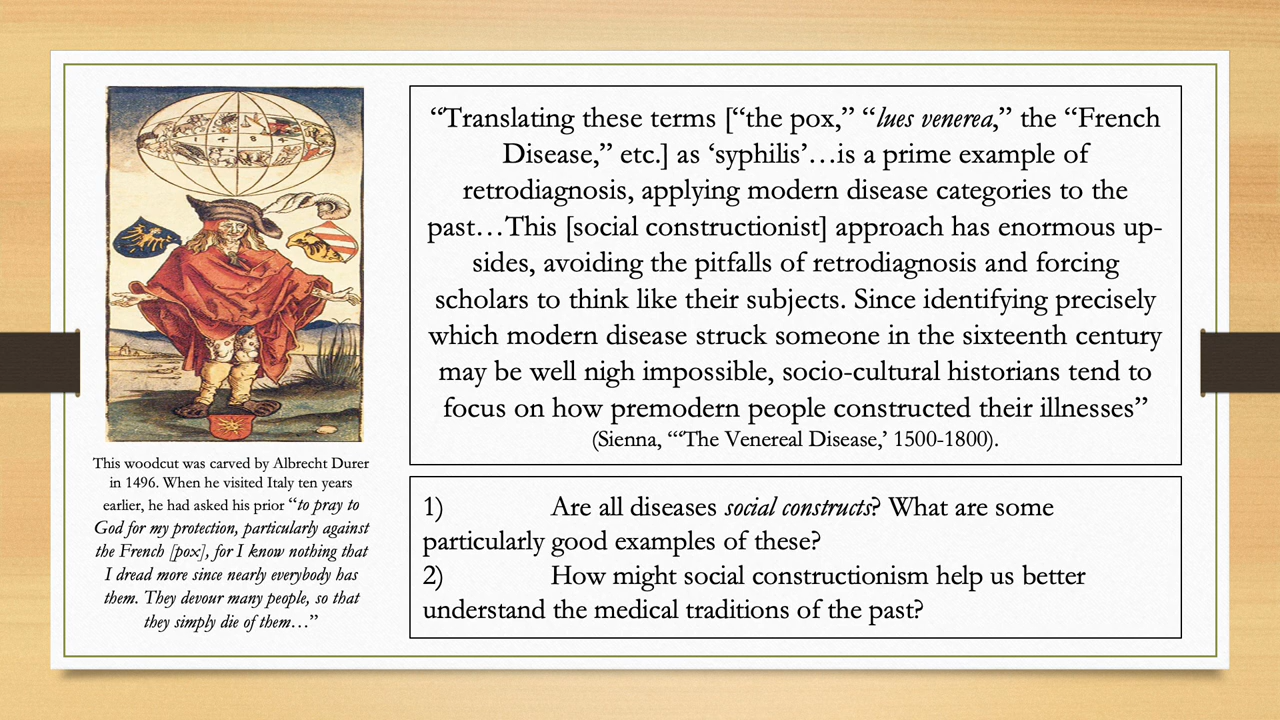 This woodcut was carved by Albrecht Durer
in 1496. When he visited Italy ten years
earlier, he had asked his prior “to pray to
God for my protection, particularly against
the French [pox], for I know nothing that
I dread more since nearly everybody has
them. They devour many people, so that
they simply die of them…”
“Translating these terms [“the pox,” “lues venerea,” the “French
Disease,” etc.] as ‘syphilis’…is a prime example of
retrodiagnosis, applying modern disease categories to the
past…This [social constructionist] approach has enormous up-
sides, avoiding the pitfalls of retrodiagnosis and forcing
scholars to think like their subjects. Since identifying precisely
which modern disease struck someone in the sixteenth century
may be well nigh impossible, socio-cultural historians tend to
focus on how premodern people constructed their illnesses”
(Sienna, “‘The Venereal Disease,’ 1500-1800).
1) Are all diseases social constructs? What are some
particularly good examples of these?
2) How might social constructionism help us better
understand the medical traditions of the past?